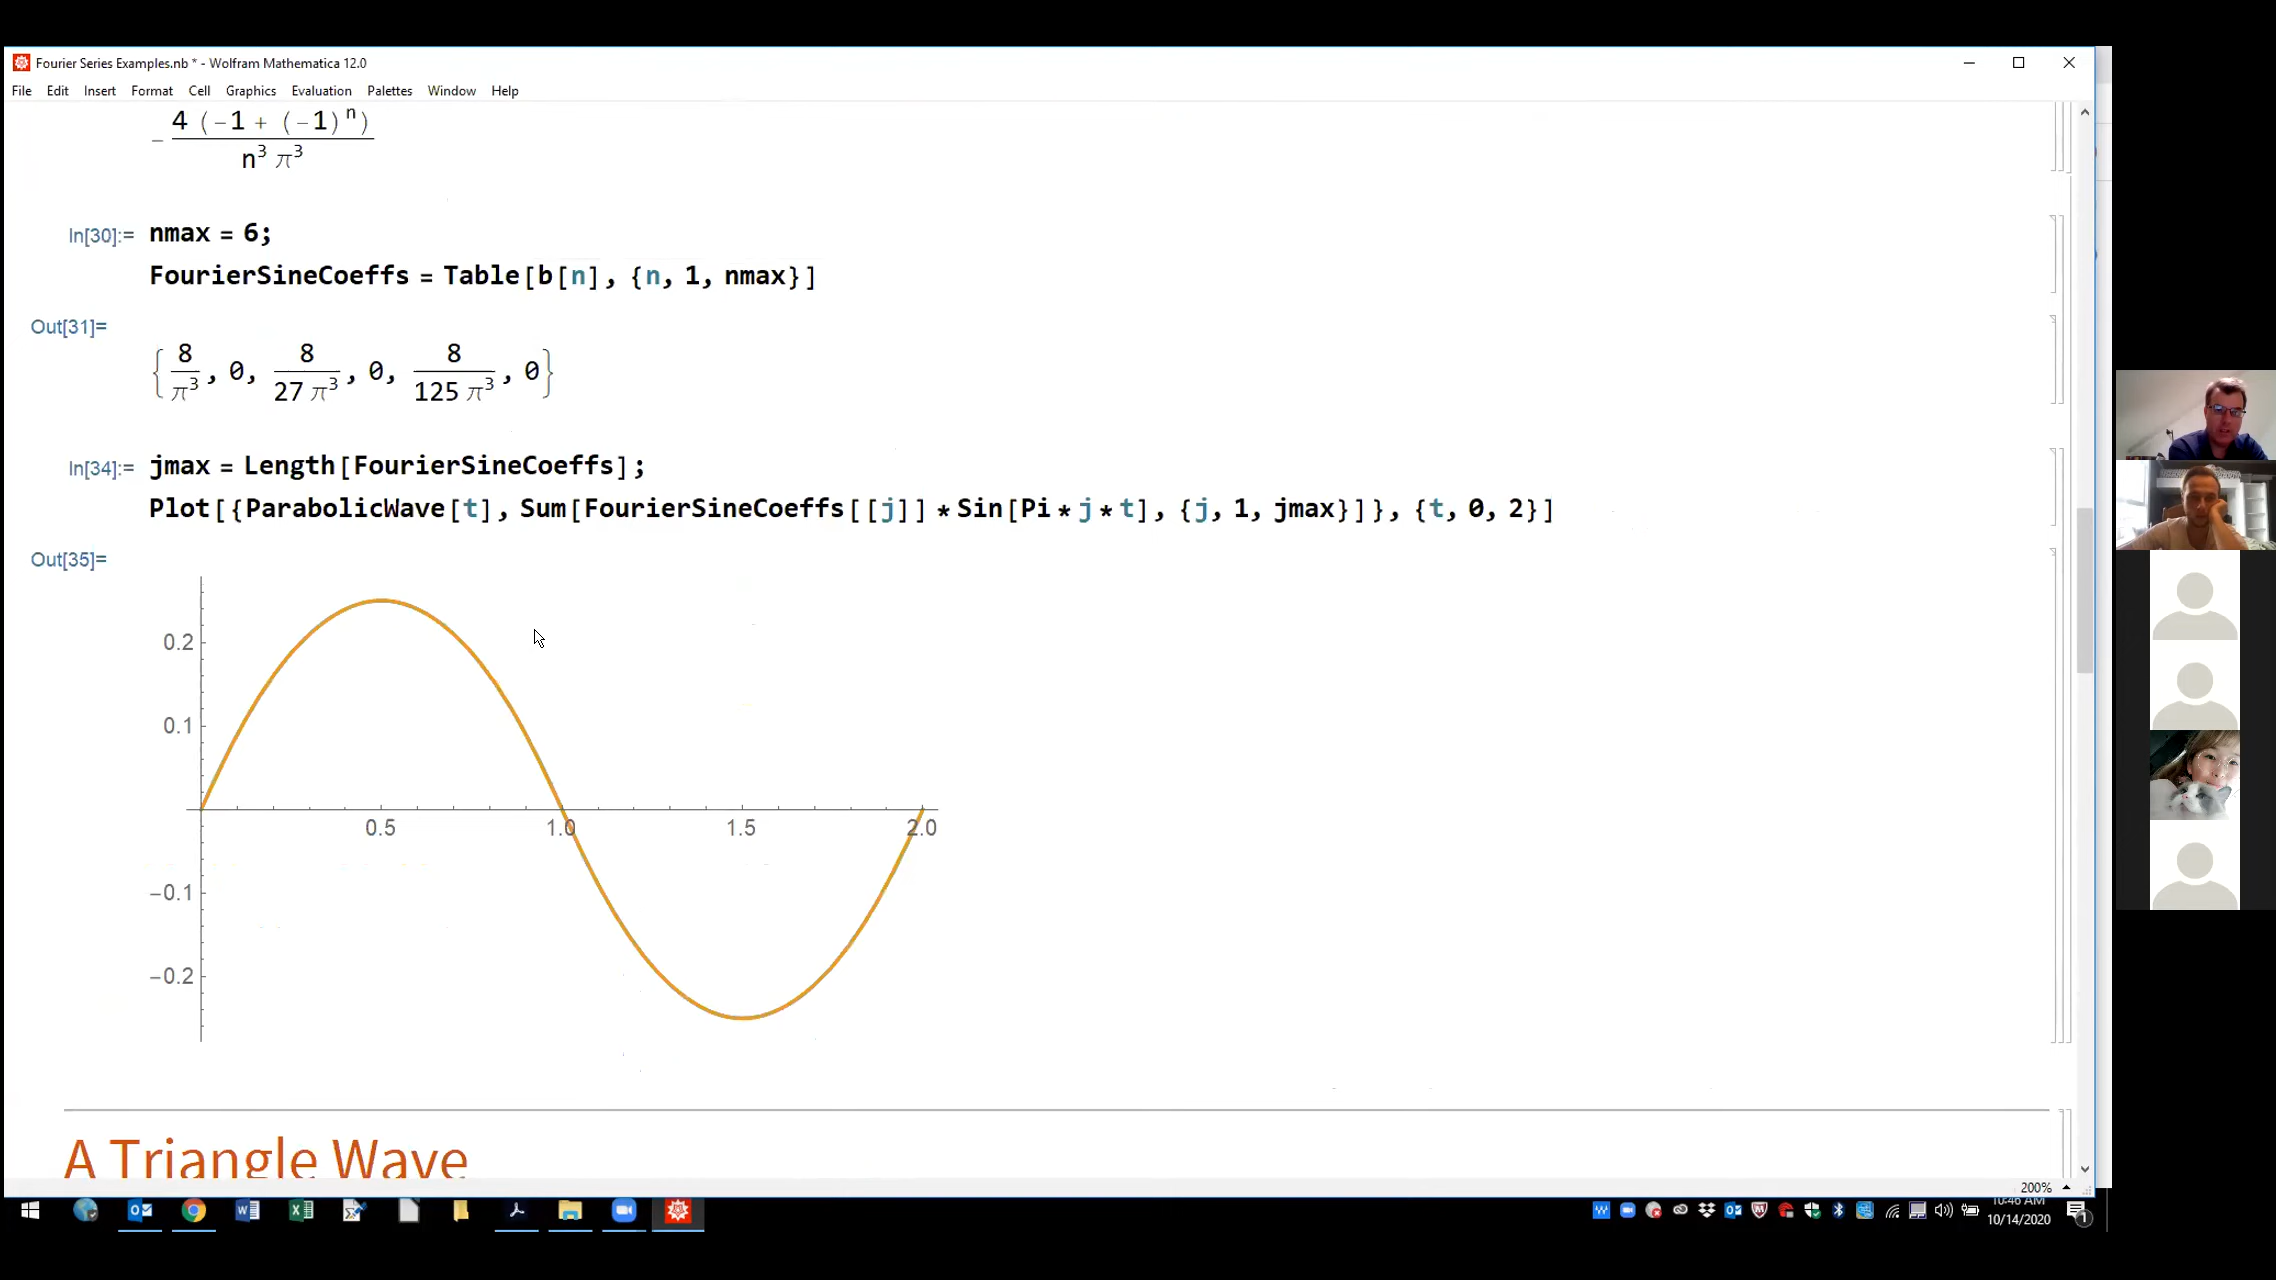 Fourier Series Examples.nb * - Wolfram Mathematica 12.0
File Edit Insert Format Cell Graphics Evaluation Palettes Window Help
- 4 (-1 + (-1)^n) / n^3 π^3
In[30]:= nmax = 6;
FourierSineCoeffs = Table[b[n], {n, 1, nmax}]
Out[31]=
{8/π^3, 0, 8/27 π^3, 0, 8/125 π^3, 0}
In[34]:= jmax = Length[FourierSineCoeffs];
Plot[{ParabolicWave[t], Sum[FourierSineCoeffs[[j]] * Sin[Pi * j * t], {j, 1, jmax}]}, {t, 0, 2}]
Out[35]=
0.2
0.1
0.5 1.0 1.5 2.0
-0.1
-0.2
A Triangle Wave
200%
10:46 AM
10/14/2020